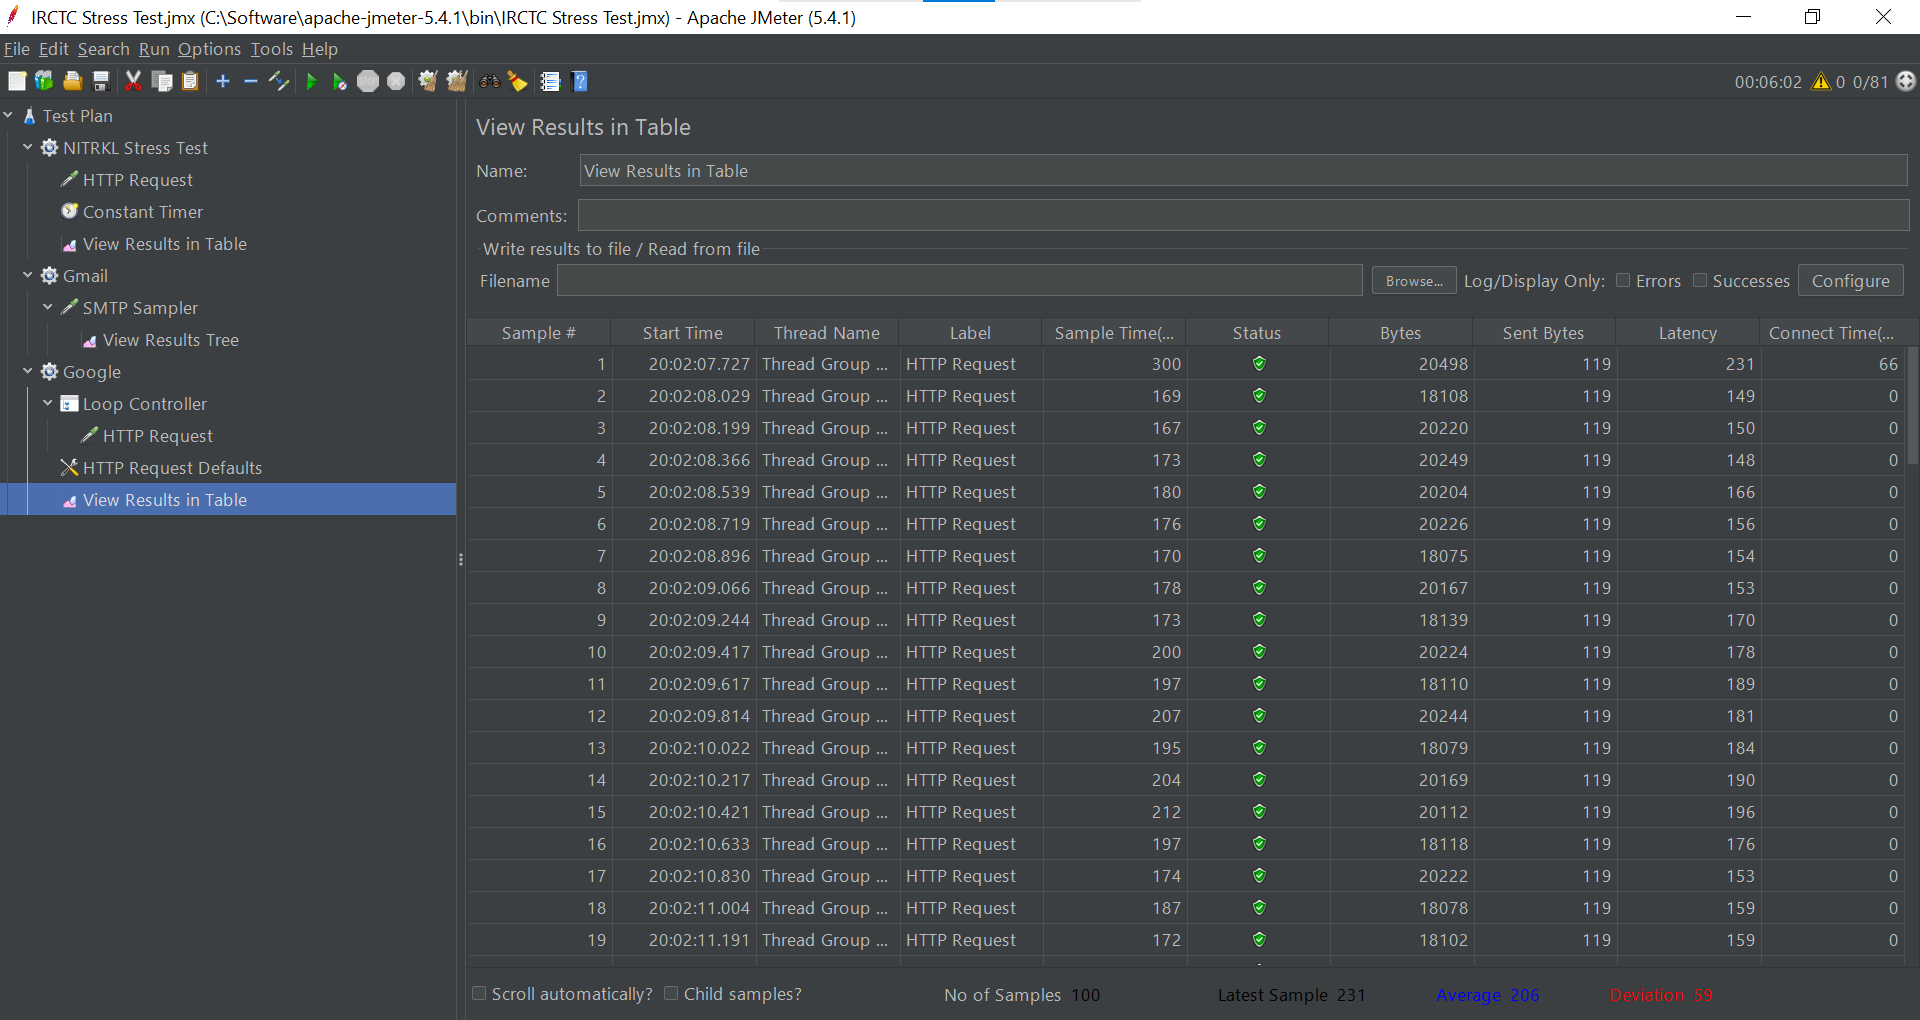 IRCTC Stress Test.jmx (C:\Software\apache-jmeter-5.4.1\bin\IRCTC Stress Test.jmx) - Apache JMeter (5.4.1)
File Edit Search Run Options Tools Help
00:06:02 0 0/81
Test Plan
NITRKL Stress Test
HTTP Request
Constant Timer
View Results in Table
Gmail
SMTP Sampler
View Results Tree
Google
Loop Controller
HTTP Request
HTTP Request Defaults
View Results in Table
View Results in Table
Name: View Results in Table
Comments:
Write results to file / Read from file
Filename Browse... Log/Display Only: Errors Successes Configure
Sample # Start Time Thread Name Label Sample Time(... Status Bytes Sent Bytes Latency Connect Time(...
1 20:02:07.727 Thread Group ... HTTP Request 300 20498 119 231 66
2 20:02:08.029 Thread Group ... HTTP Request 169 18108 119 149 0
3 20:02:08.199 Thread Group ... HTTP Request 167 20220 119 150 0
4 20:02:08.366 Thread Group ... HTTP Request 173 20249 119 148 0
5 20:02:08.539 Thread Group ... HTTP Request 180 20204 119 166 0
6 20:02:08.719 Thread Group ... HTTP Request 176 20226 119 156 0
7 20:02:08.896 Thread Group ... HTTP Request 170 18075 119 154 0
8 20:02:09.066 Thread Group ... HTTP Request 178 20167 119 153 0
9 20:02:09.244 Thread Group ... HTTP Request 173 18139 119 170 0
10 20:02:09.417 Thread Group ... HTTP Request 200 20224 119 178 0
11 20:02:09.617 Thread Group ... HTTP Request 197 18110 119 189 0
12 20:02:09.814 Thread Group ... HTTP Request 207 20244 119 181 0
13 20:02:10.022 Thread Group ... HTTP Request 195 18079 119 184 0
14 20:02:10.217 Thread Group ... HTTP Request 204 20169 119 190 0
15 20:02:10.421 Thread Group ... HTTP Request 212 20112 119 196 0
16 20:02:10.633 Thread Group ... HTTP Request 197 18118 119 176 0
17 20:02:10.830 Thread Group ... HTTP Request 174 20222 119 153 0
18 20:02:11.004 Thread Group ... HTTP Request 187 18078 119 159 0
19 20:02:11.191 Thread Group ... HTTP Request 172 18102 119 159 0
Scroll automatically? Child samples? No of Samples 100 Latest Sample 231 Average 206 Deviation 59